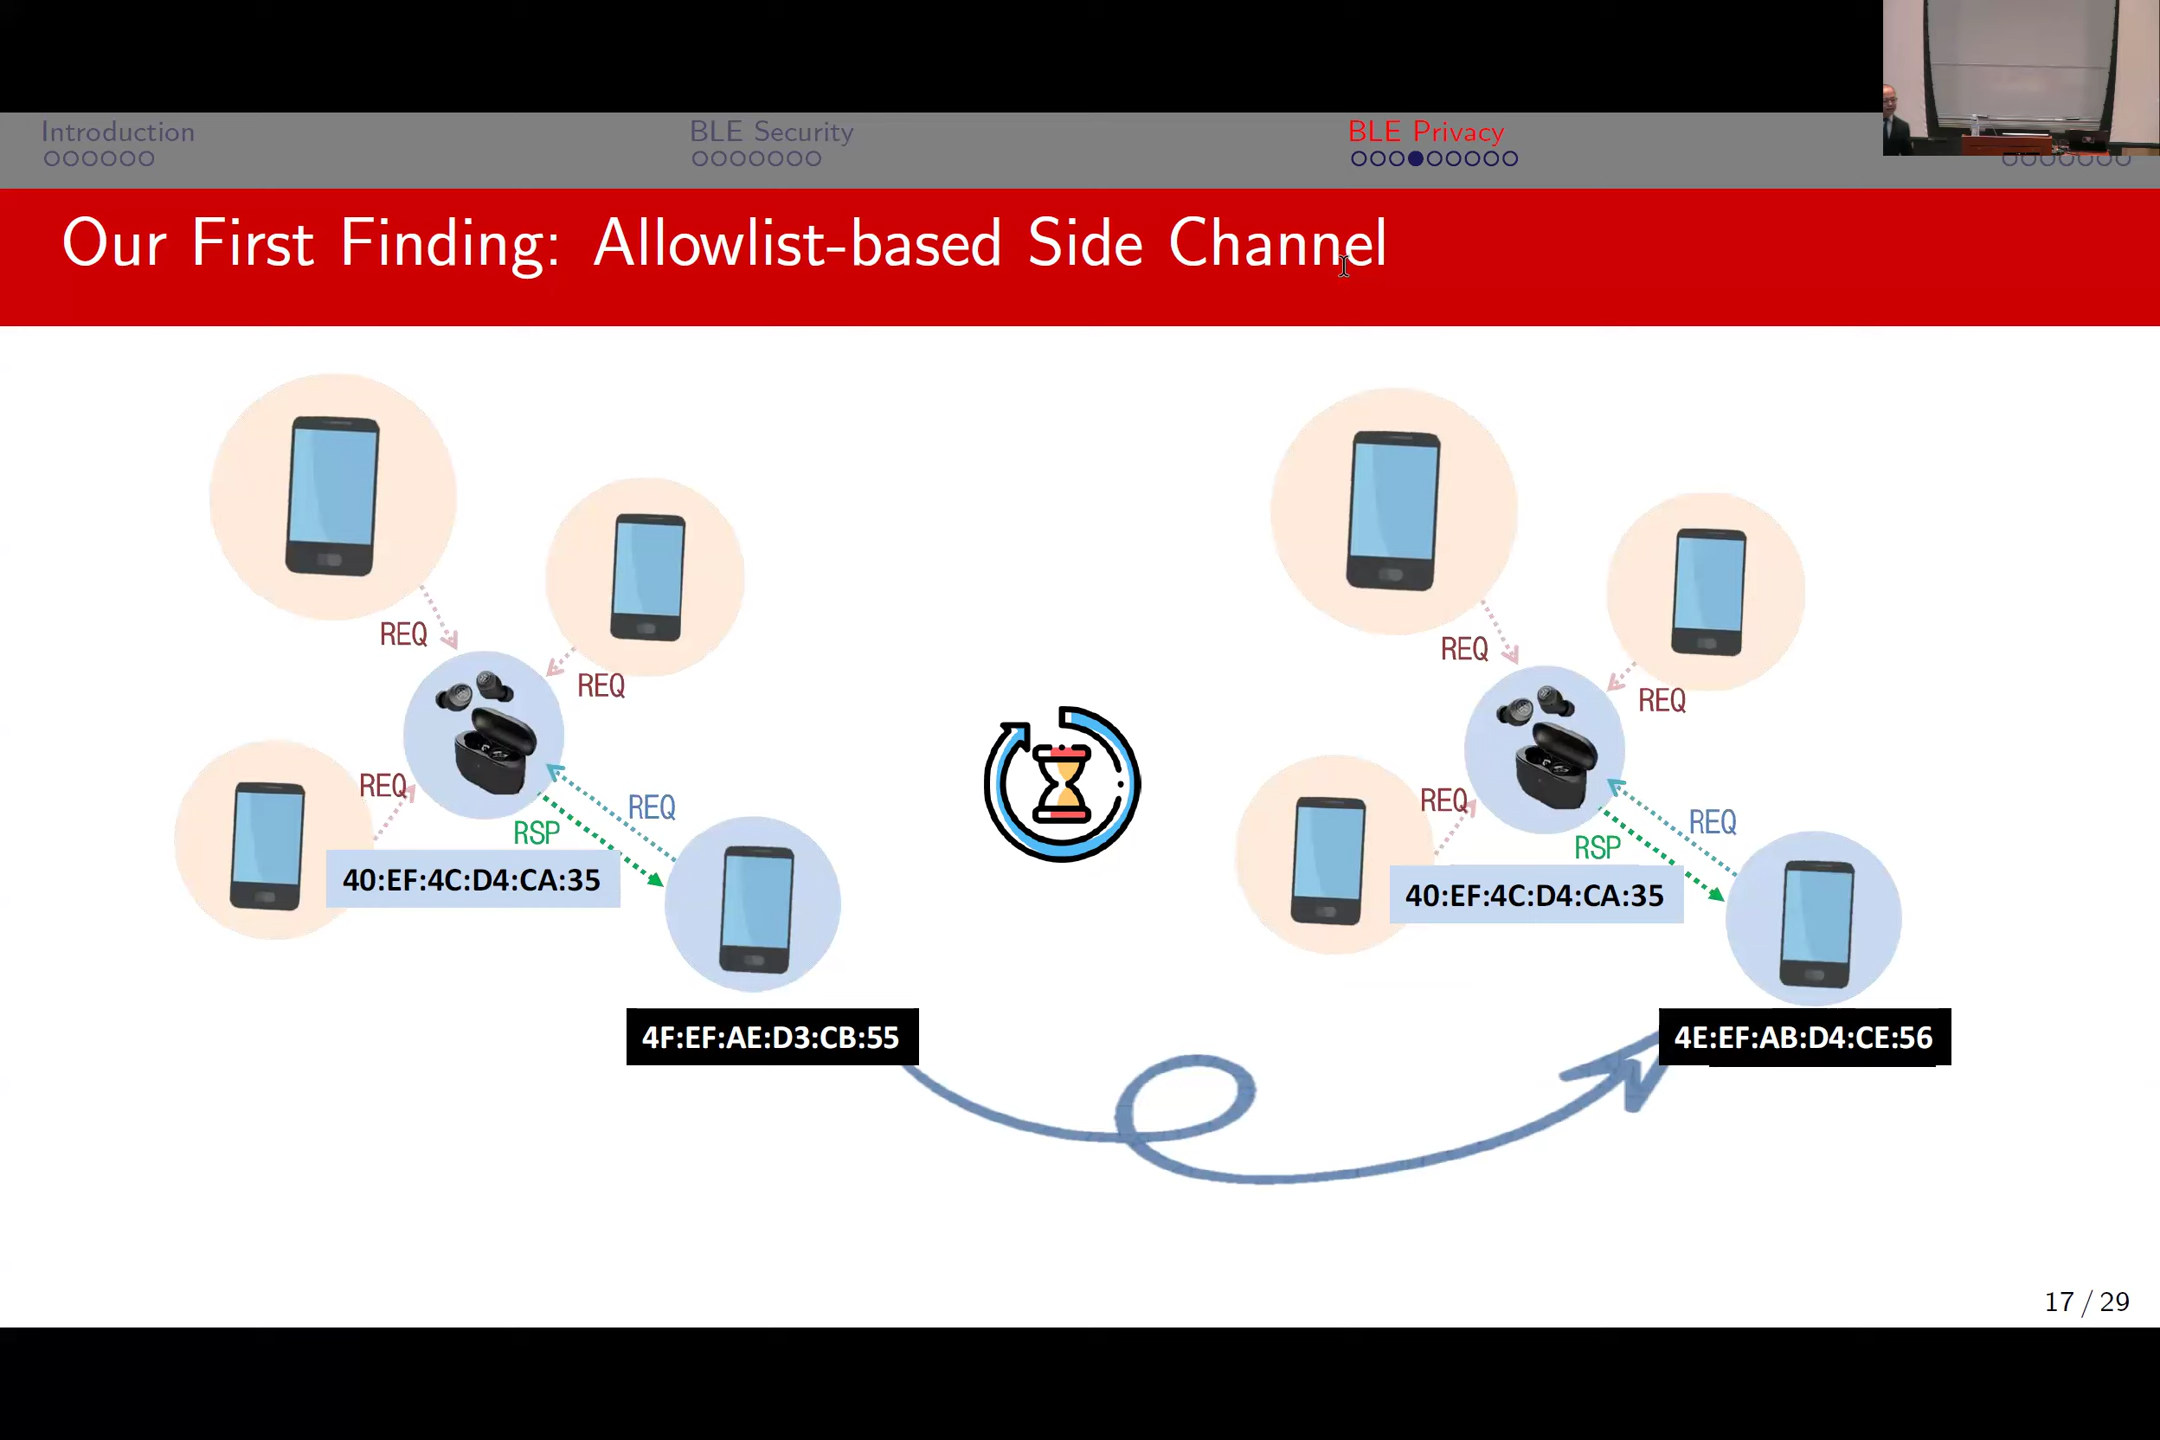 Introduction
BLE Security
BLE Privacy
Our First Finding: Allowlist-based Side Channel
REQ
REQ
REQ
REQ
RSP
40:EF:4C:D4:CA:35
4F:EF:AE:D3:CB:55
REQ
REQ
REQ
REQ
RSP
40:EF:4C:D4:CA:35
4E:EF:AB:D4:CE:56
17 / 29